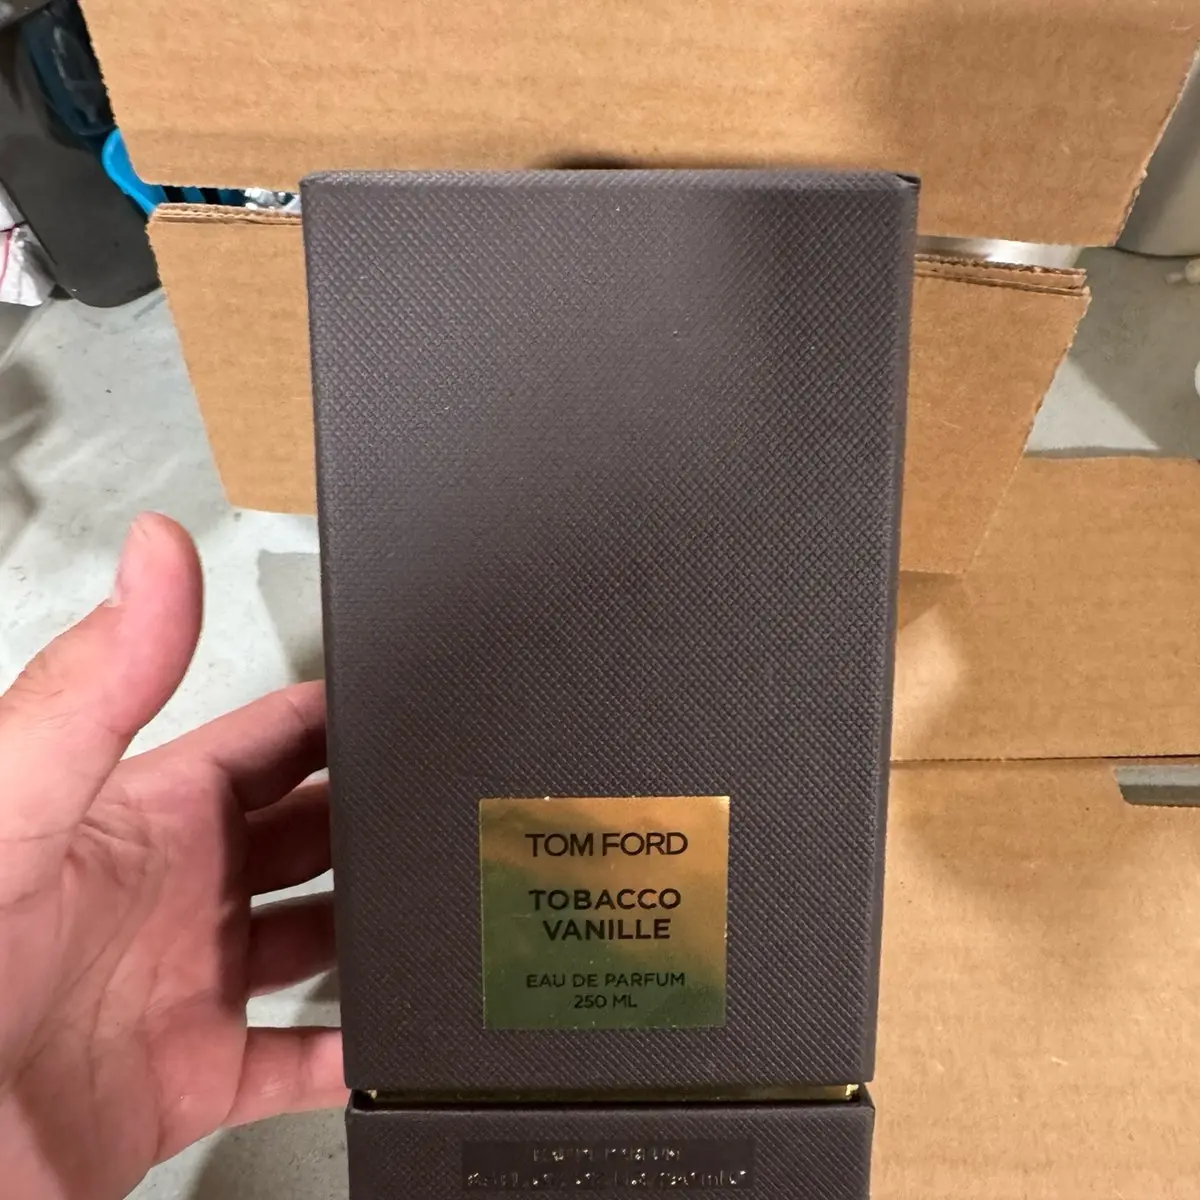 TOM FORD
TOBACCO
VANILLE
EAU DE PARFUM
250 ML